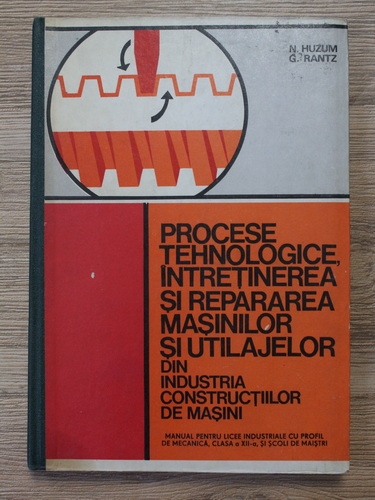 N. HUZUM
G. RANTZ
PROCESE
TEHNOLOGICE,
ÎNTREȚINEREA
ȘI REPARAREA
MAȘINILOR
ȘI UTILAJELOR
DIN
INDUSTRIA
CONSTRUCȚIILOR
DE MAȘINI
MANUAL PENTRU LICEE INDUSTRIALE CU PROFIL
DE MECANICĂ, CLASA a XII-a, ȘI ȘCOLI DE MAIȘTRI